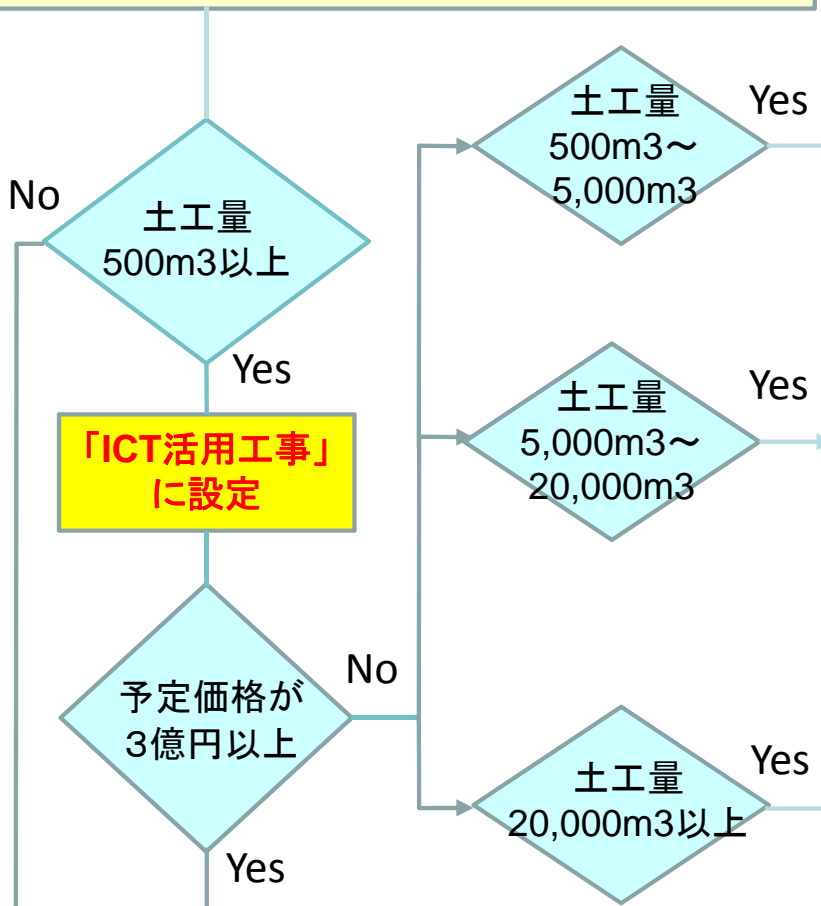 No
土工量
500m3以上
Yes
「ICT活用工事」
に設定
予定価格が
3億円以上
No
Yes
土工量
500m3～
5,000m3
Yes
土工量
5,000m3～
20,000m3
Yes
土工量
20,000m3以上
Yes